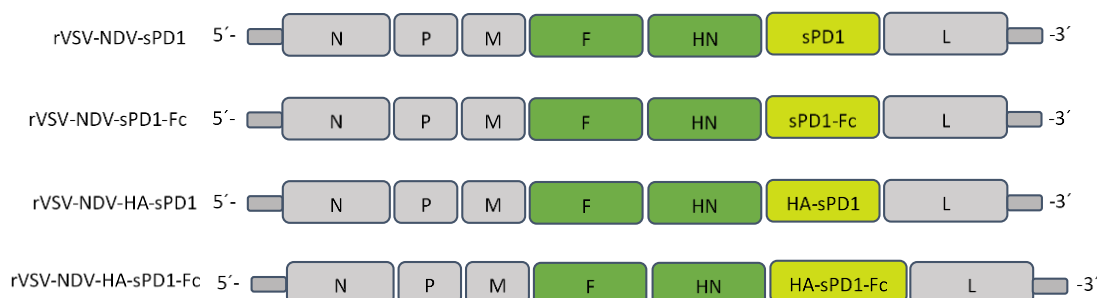 rVSV-NDV-sPD1 5´- N P M F HN sPD1 L -3´
rVSV-NDV-sPD1-Fc 5´- N P M F HN sPD1-Fc L -3´
rVSV-NDV-HA-sPD1 5´- N P M F HN HA-sPD1 L -3´
rVSV-NDV-HA-sPD1-Fc 5´- N P M F HN HA-sPD1-Fc L -3´